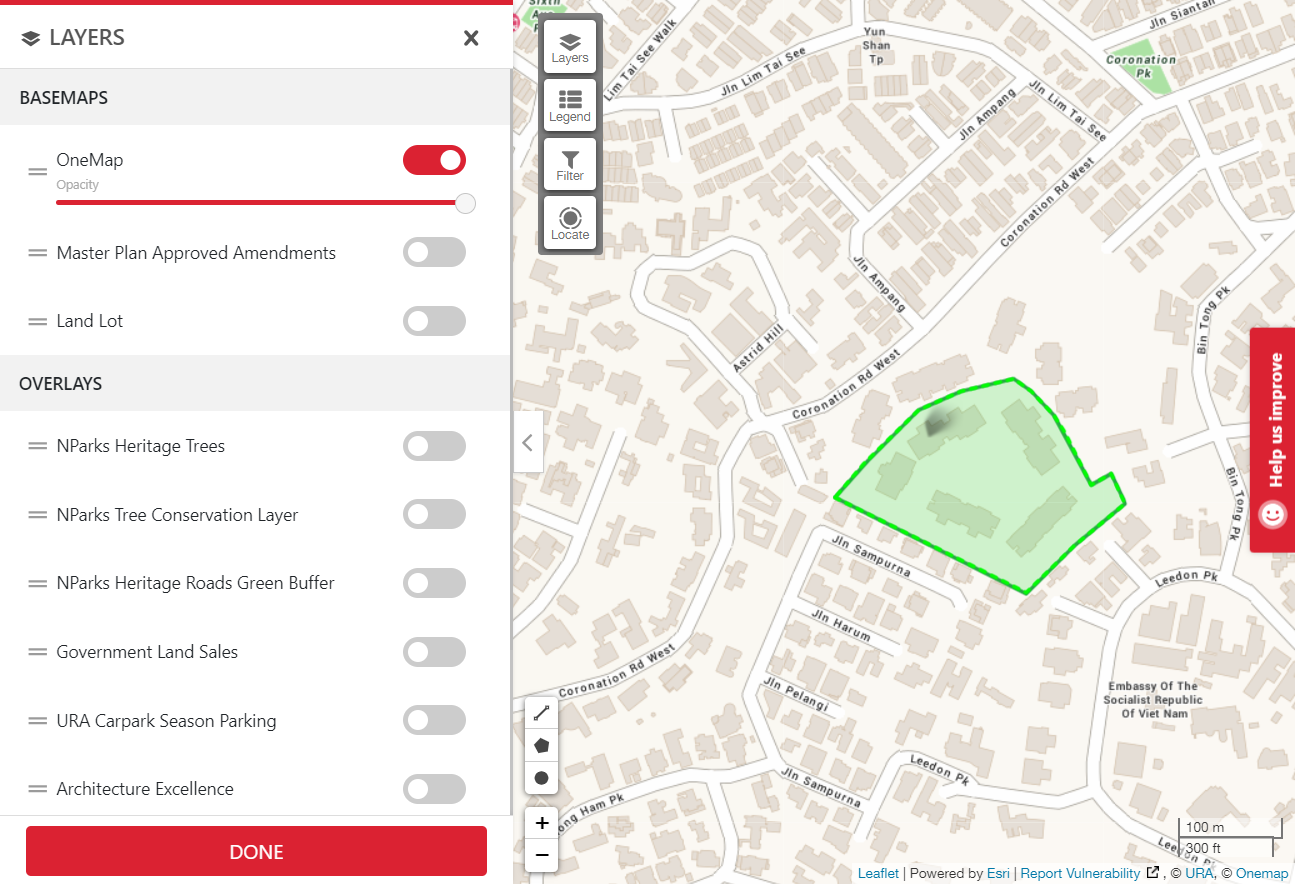 LAYERS
BASEMAPS
OneMap
Opacity
Master Plan Approved Amendments
Land Lot
OVERLAYS
NParks Heritage Trees
NParks Tree Conservation Layer
NParks Heritage Roads Green Buffer
Government Land Sales
URA Carpark Season Parking
Architecture Excellence
DONE
Layers
Legend
Filter
Locate
Sixth
Ave
Lim Tai See Walk
Jln Lim Tai See
Yun
Shan
Tp
Jln Siantan
Coronation
Pk
Jln Ampang
Jln Lim Tai See
Coronation Rd West
Jln Ampang
Astrid Hill
Coronation Rd West
Bin Tong Pk
Bin Tong Pk
Help us improve
Jln Sampurna
Leedon Pk
Jln Harum
Coronation Rd West
Jln Pelangi
Embassy Of The
Socialist Republic
Of Viet Nam
Leedon Pk
Jln Sampurna
Ham Pk
Leedon Pk
+
−
100 m
300 ft
Leaflet | Powered by Esri | Report Vulnerability , © URA, © Onemap